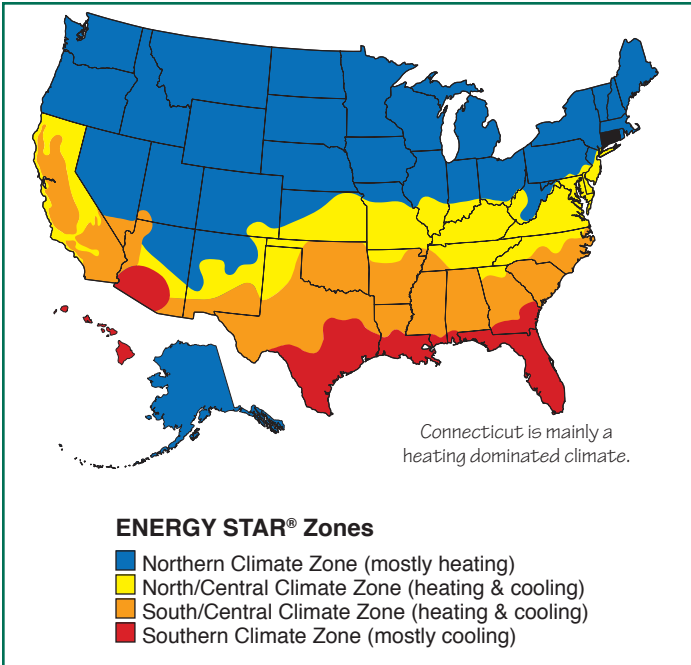 Connecticut is mainly a
heating dominated climate.
ENERGY STAR® Zones
Northern Climate Zone (mostly heating)
North/Central Climate Zone (heating & cooling)
South/Central Climate Zone (heating & cooling)
Southern Climate Zone (mostly cooling)